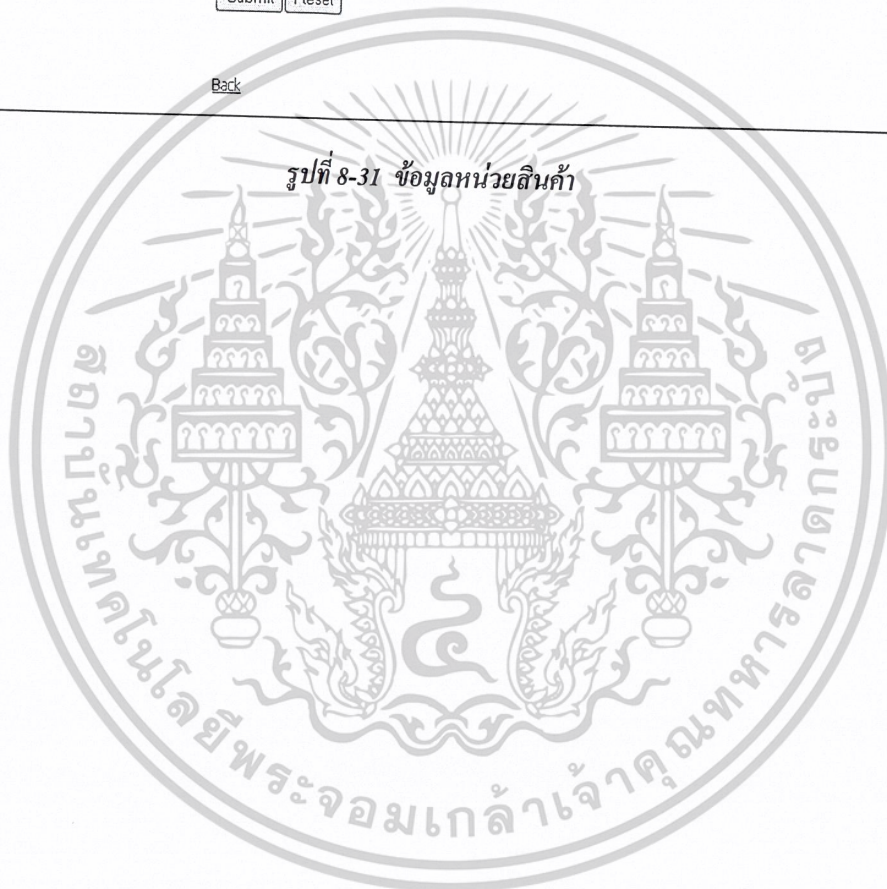 Submit Reset
Back
รูปที่ 8-31 ข้อมูลหน่วยสินค้า
สถาบันเทคโนโลยีพระจอมเกล้าเจ้าคุณทหารลาดกระบัง
๔